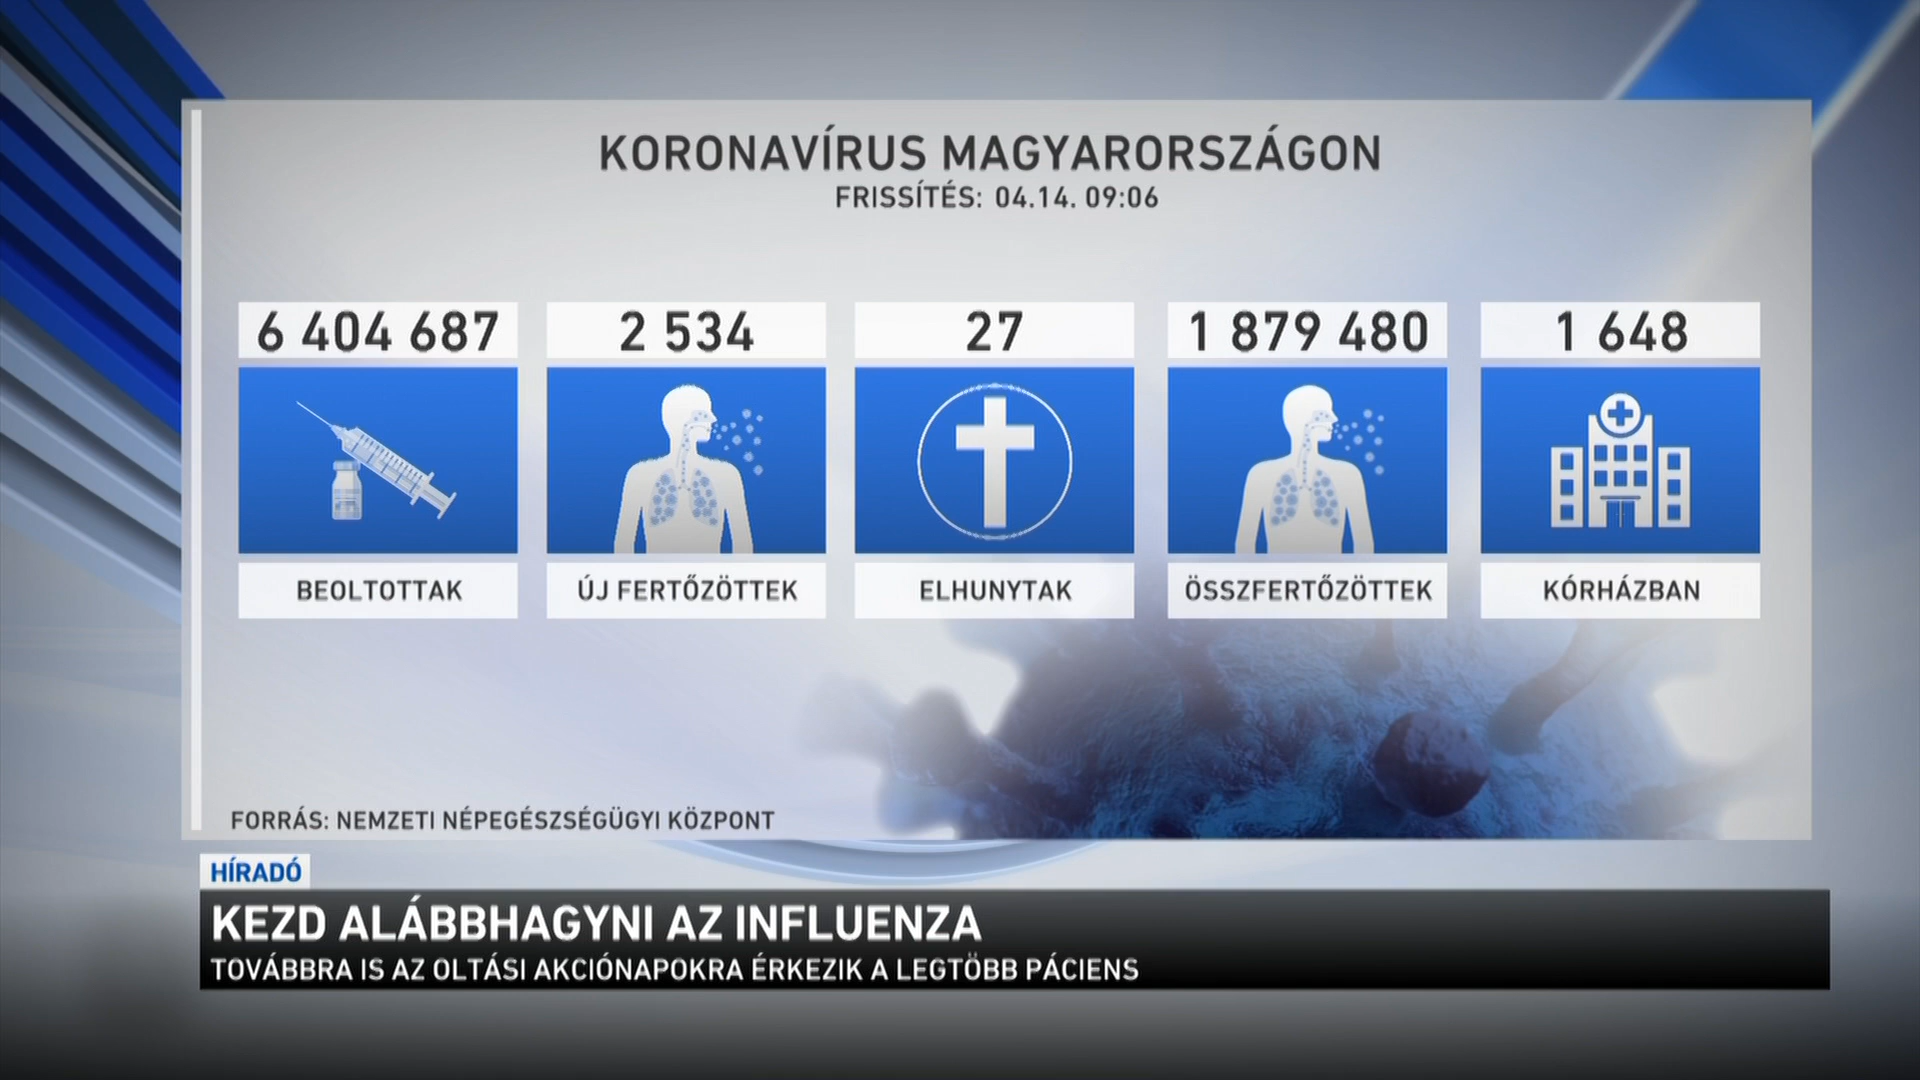 KORONAVÍRUS MAGYARORSZÁGON
FRISSÍTÉS: 04.14. 09:06
6 404 687
2 534
27
1 879 480
1 648
BEOLTOTTAK
ÚJ FERTŐZÖTTEK
ELHUNYTAK
ÖSSZFERTŐZÖTTEK
KÓRHÁZBAN
FORRÁS: NEMZETI NÉPEGÉSZSÉGÜGYI KÖZPONT
HÍRADÓ
KEZD ALÁBBHAGYNI AZ INFLUENZA
TOVÁBBRA IS AZ OLTÁSI AKCIÓNAPOKRA ÉRKEZIK A LEGTÖBB PÁCIENS